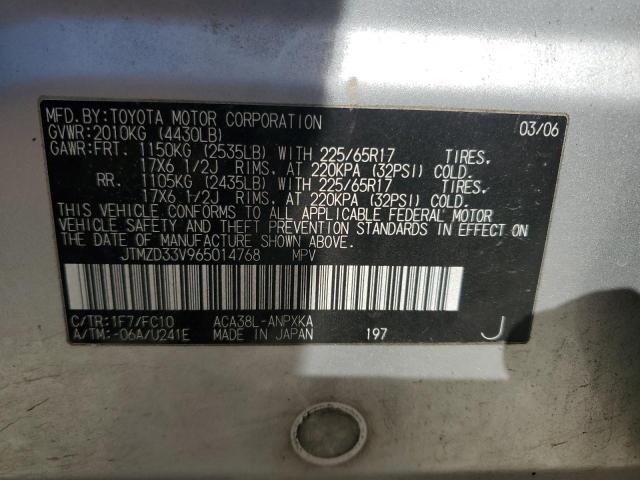 MFD.BY:TOYOTA MOTOR CORPORATION 03/06
GVWR:2010KG (4430LB)
GAWR:FRT. 1150KG (2535LB) WITH 225/65R17 TIRES.
17X6 1/2J RIMS, AT 220KPA (32PSI) COLD.
RR. 1105KG (2435LB) WITH 225/65R17 TIRES.
17X6 1/2J RIMS, AT 220KPA (32PSI) COLD.
THIS VEHICLE CONFORMS TO ALL APPLICABLE FEDERAL MOTOR
VEHICLE SAFETY AND THEFT PREVENTION STANDARDS IN EFFECT ON
THE DATE OF MANUFACTURE SHOWN ABOVE.
JTMZD33V965014768 MPV
C/TR:1F7/FC10 ACA38L-ANPXKA
A/TM:-06A/U241E MADE IN JAPAN 197 J